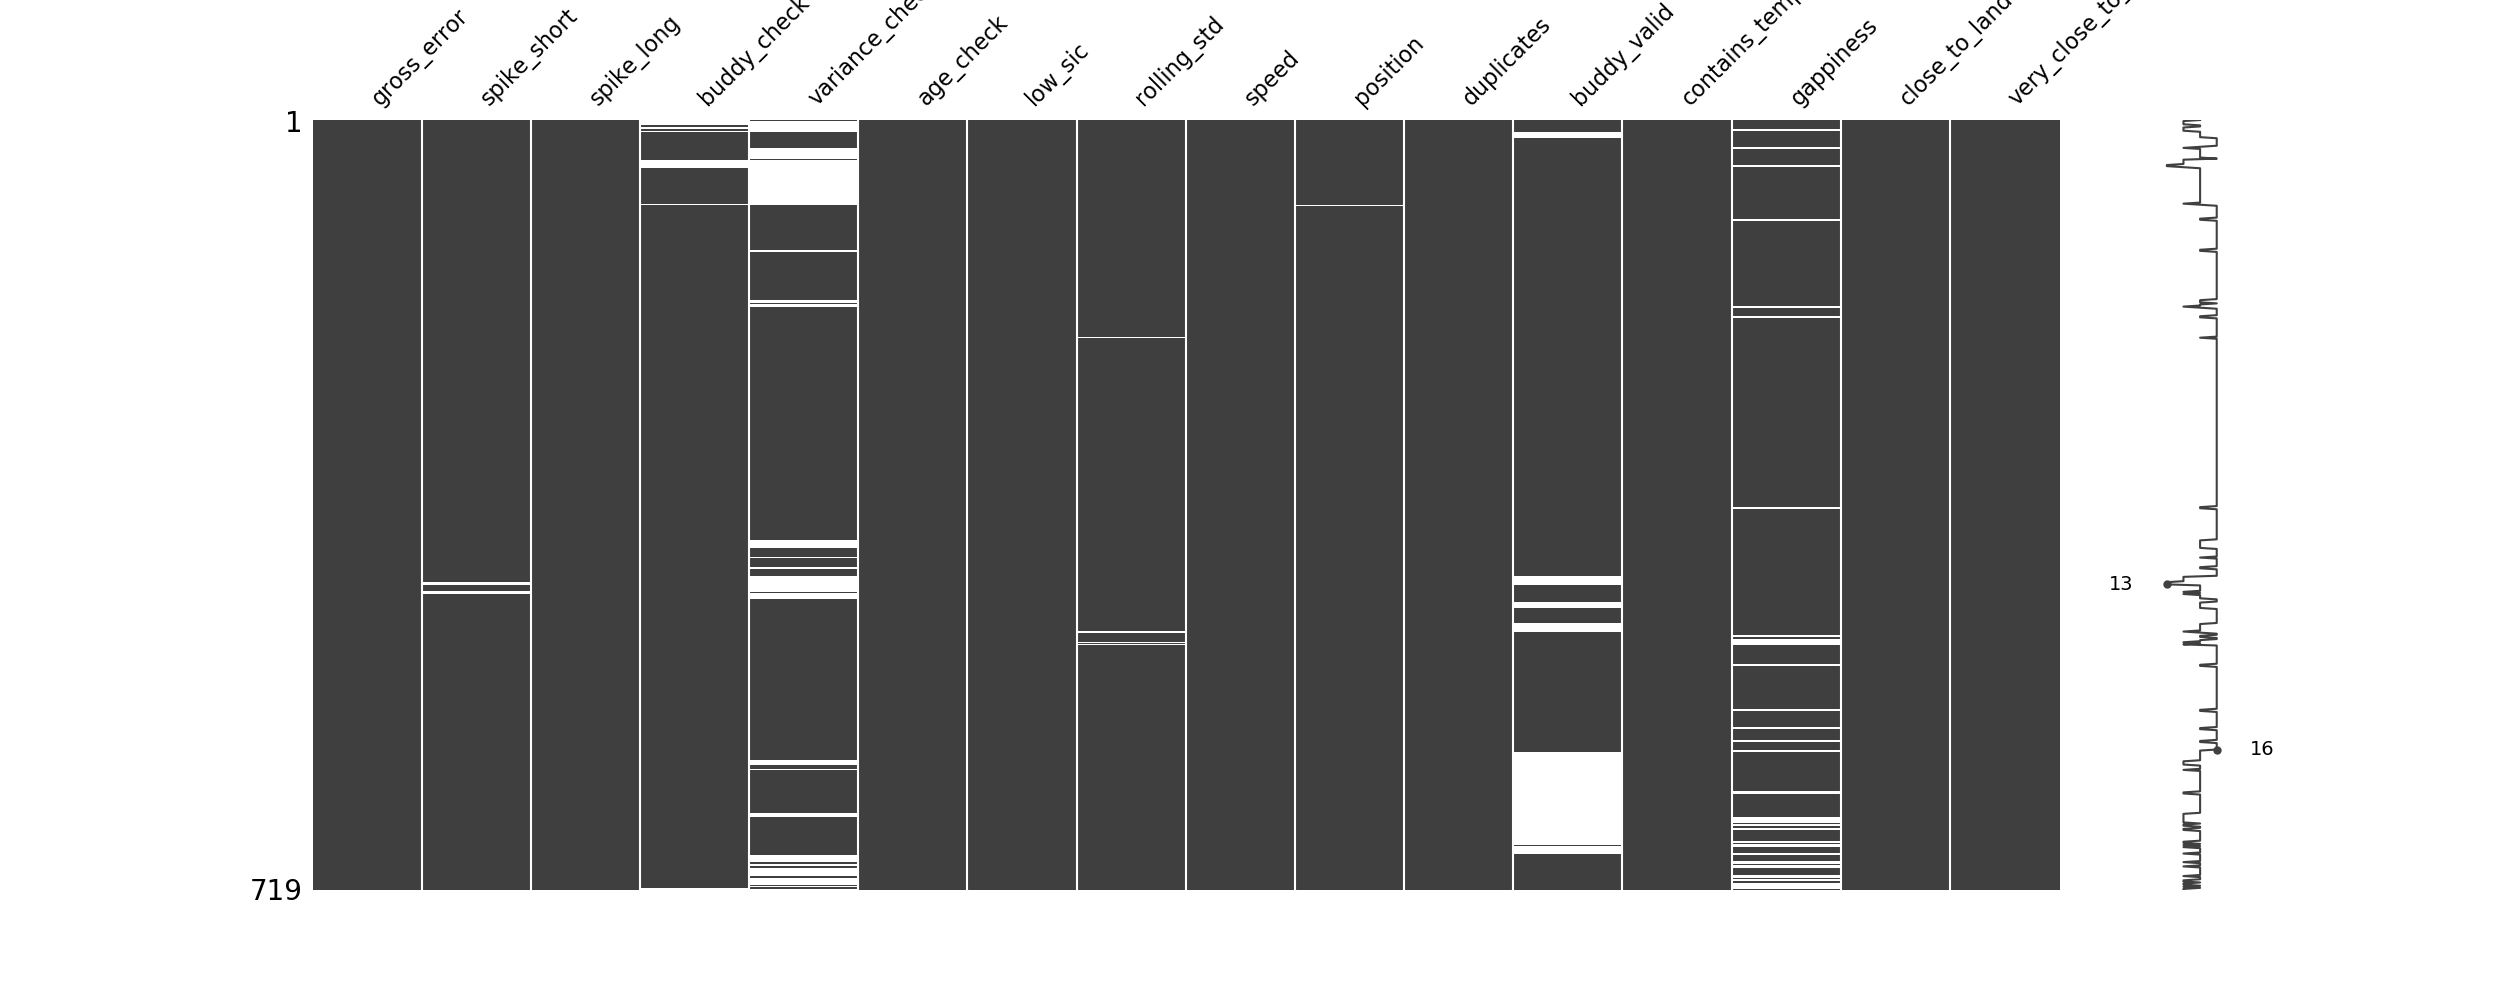 gross_error
spike_short
spike_long
buddy_check
variance_che
age_check
low_sic
rolling_std
speed
position
duplicates
buddy_valid
contains_temp
gappiness
close_to_land
very_close_to_
1
719
13
16